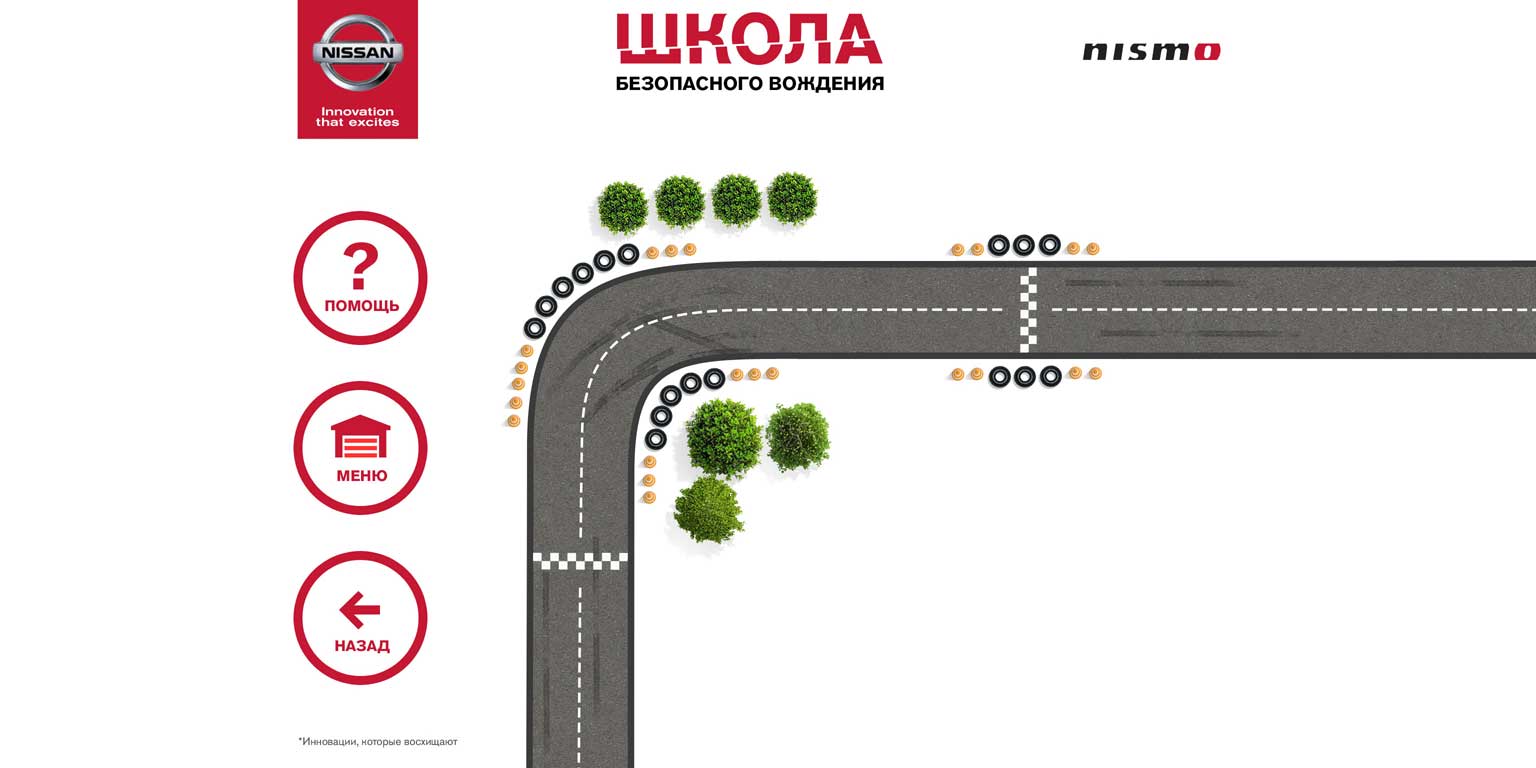 NISSAN
Innovation
that excites
ШКОЛА
БЕЗОПАСНОГО ВОЖДЕНИЯ
nismo
?
ПОМОЩЬ
МЕНЮ
НАЗАД
*Инновации, которые восхищают